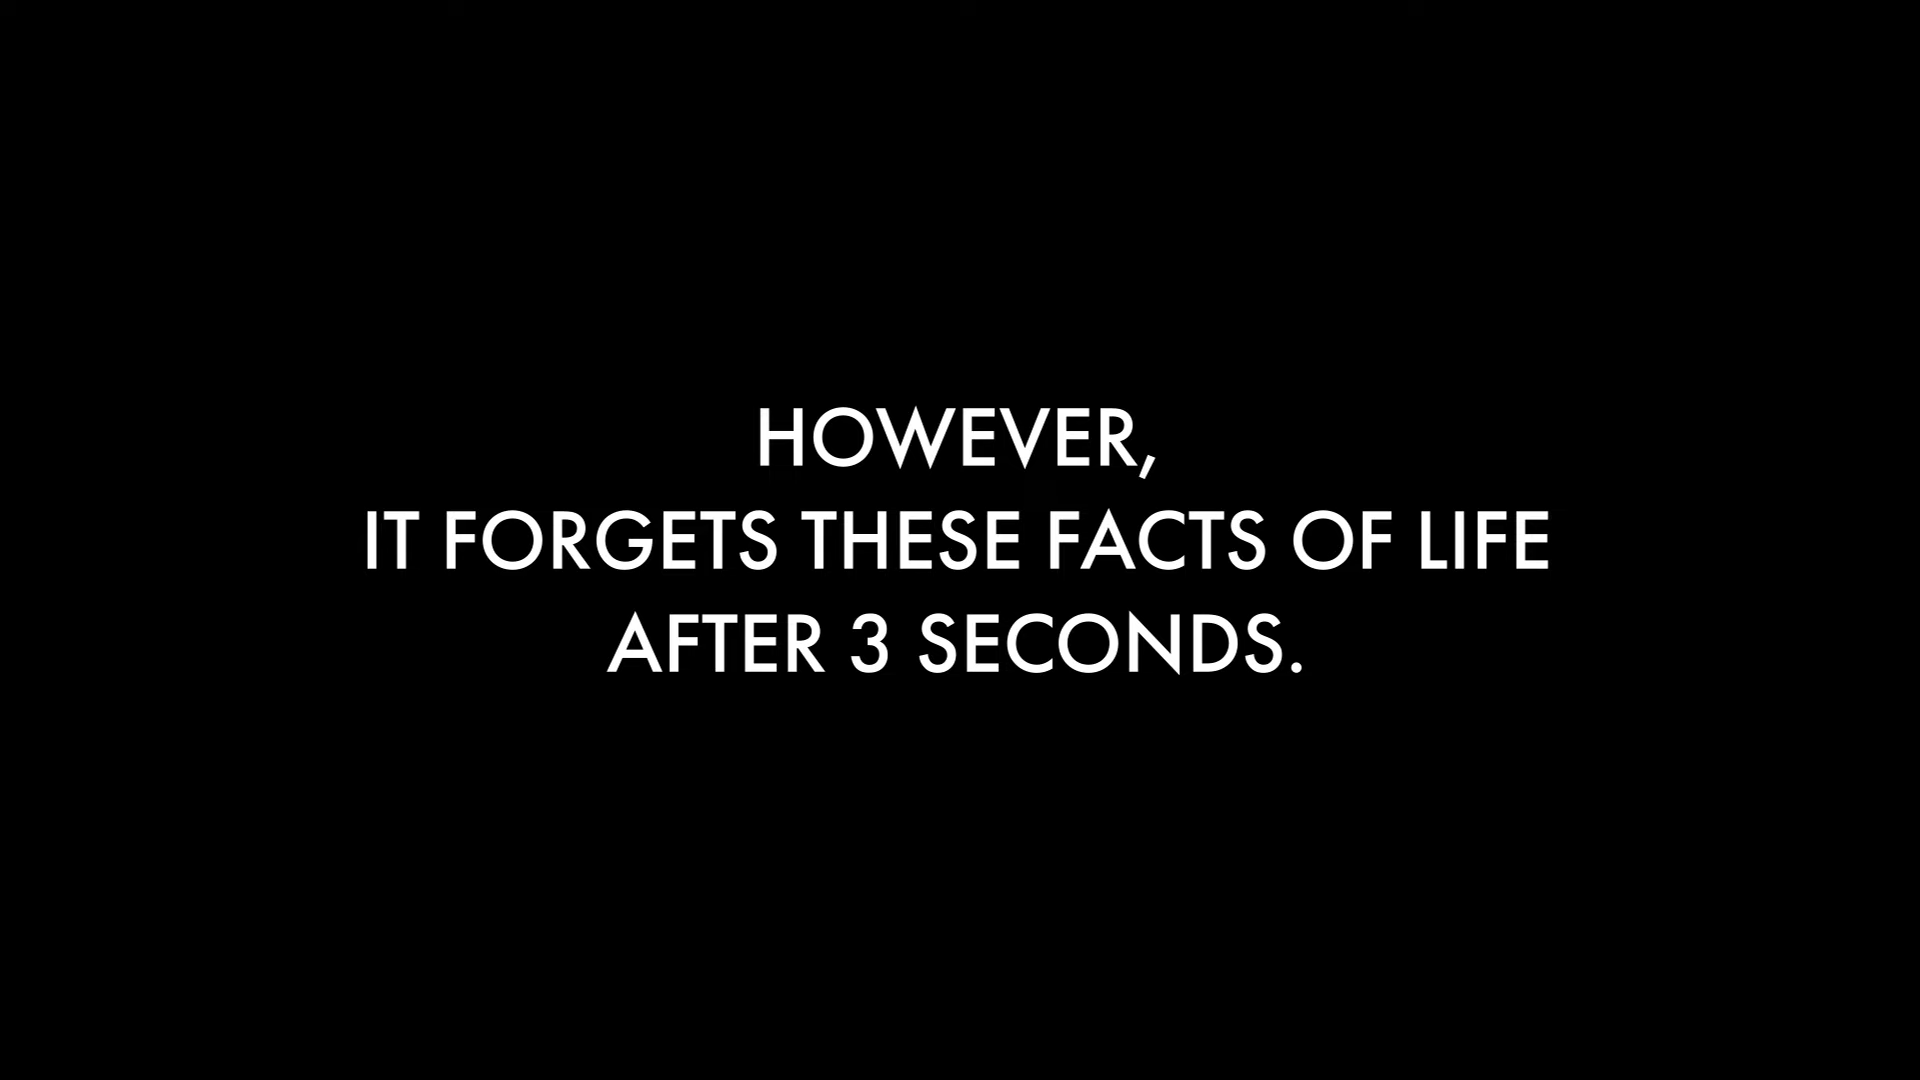 HOWEVER,
IT FORGETS THESE FACTS OF LIFE
AFTER 3 SECONDS.